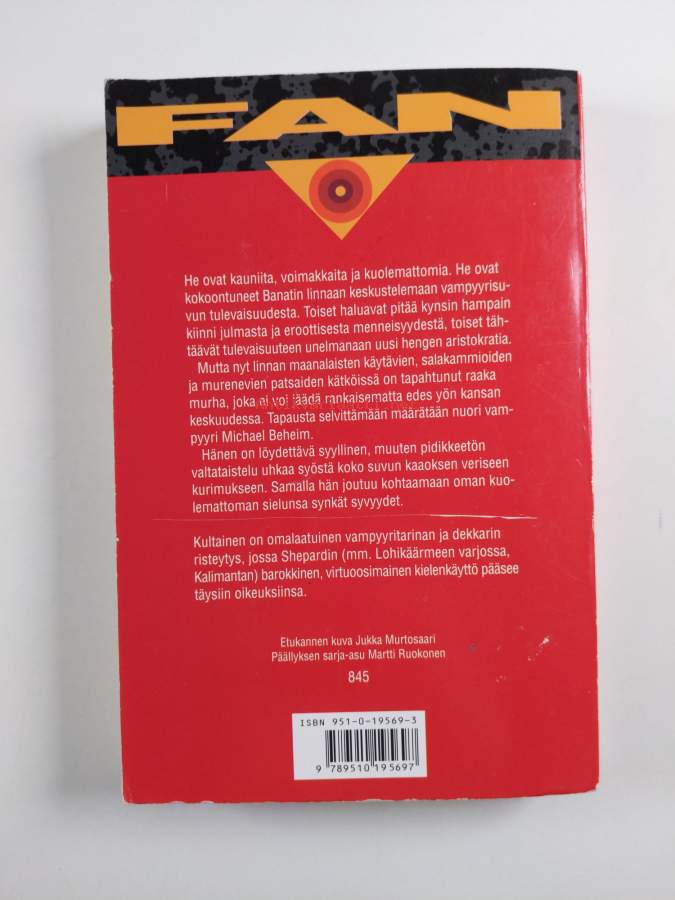 FAN
He ovat kauniita, voimakkaita ja kuolemattomia. He ovat
kokoontuneet Banatin linnaan keskustelemaan vampyyrisu-
vun tulevaisuudesta. Toiset haluavat pitää kynsin hampain
kiinni julmasta ja eroottisesta menneisyydestä, toiset täh-
täävät tulevaisuuteen unelmanaan uusi hengen aristokratia.
Mutta nyt linnan maanalaisten käytävien, salakammioiden
ja murenevien patsaiden kätköissä on tapahtunut raaka
murha, joka ei voi jäädä rankaisematta edes yön kansan
keskuudessa. Tapausta selvittämään määrätään nuori vam-
pyyri Michael Beheim.
Hänen on löydettävä syyllinen, muuten pidikkeetön
valtataistelu uhkaa syöstä koko suvun kaaoksen veriseen
kurimukseen. Samalla hän joutuu kohtaamaan oman kuo-
lemattoman sielunsa synkät syvyydet.
Kultainen on omalaatuinen vampyyritarinan ja dekkarin
risteytys, jossa Shepardin (mm. Lohikäärmeen varjossa,
Kalimantan) barokkinen, virtuoosimainen kielenkäyttö pääsee
täysiin oikeuksiinsa.
Etukannen kuva Jukka Murtosaari
Päällyksen sarja-asu Martti Ruokonen
845
ISBN 951-0-19569-3
9 789510 195697